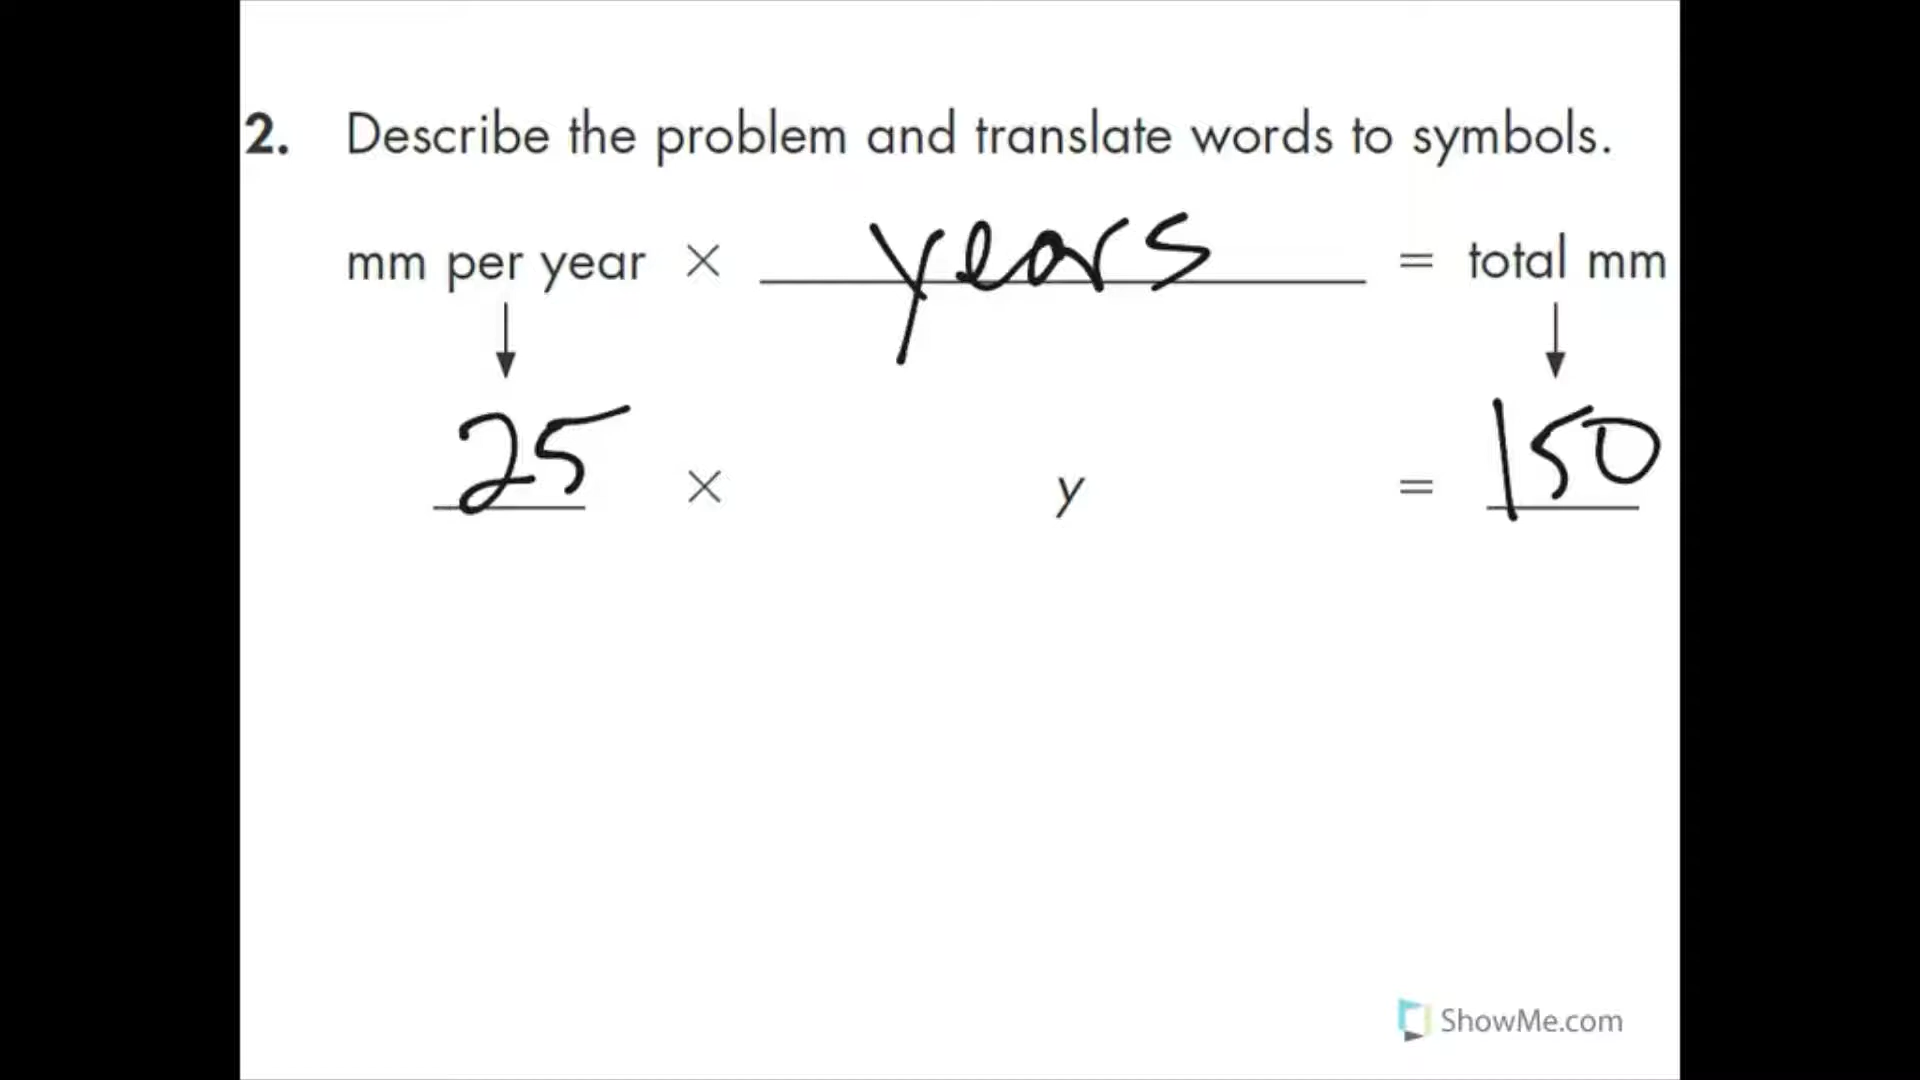 2. Describe the problem and translate words to symbols.
mm per year × years = total mm
25 × y = 150
ShowMe.com